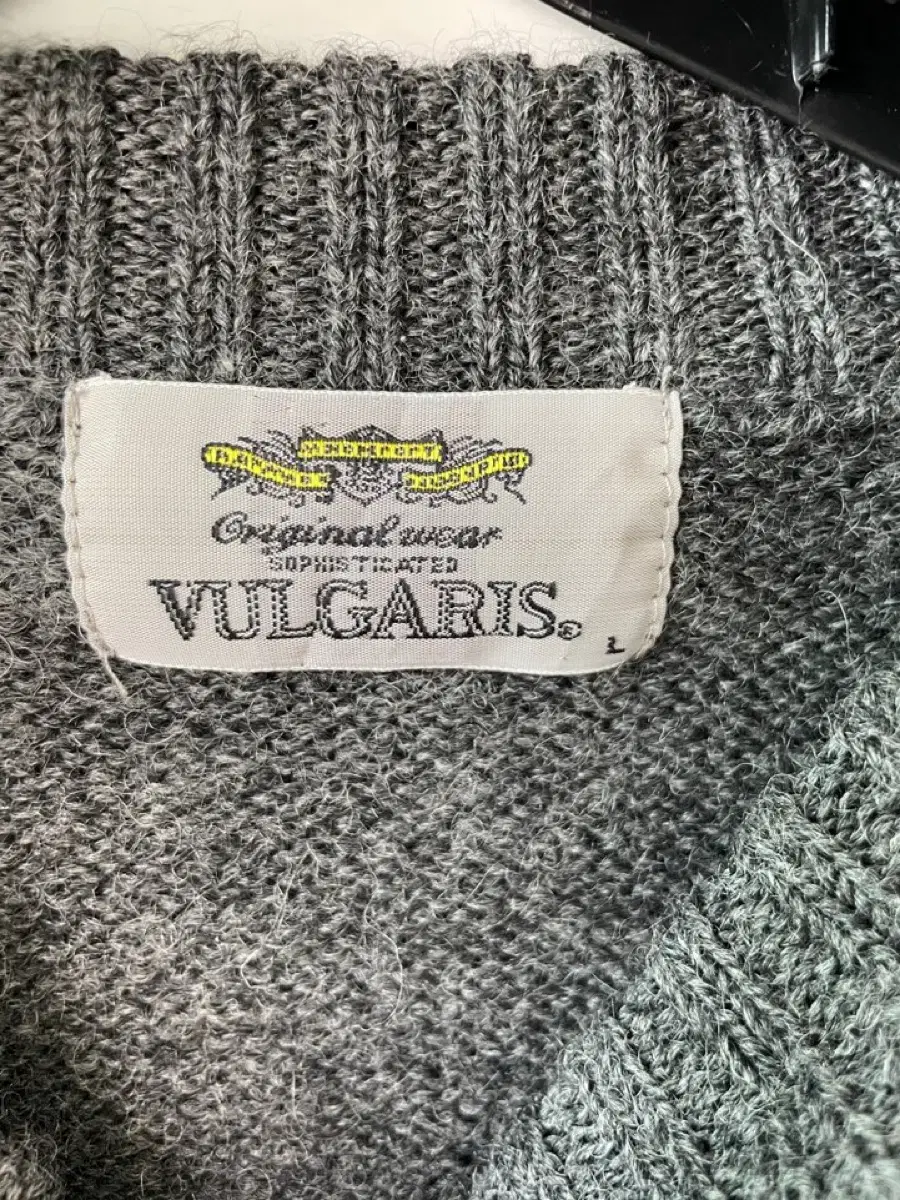 Original wear
SOPHISTICATED
VULGARIS®
L